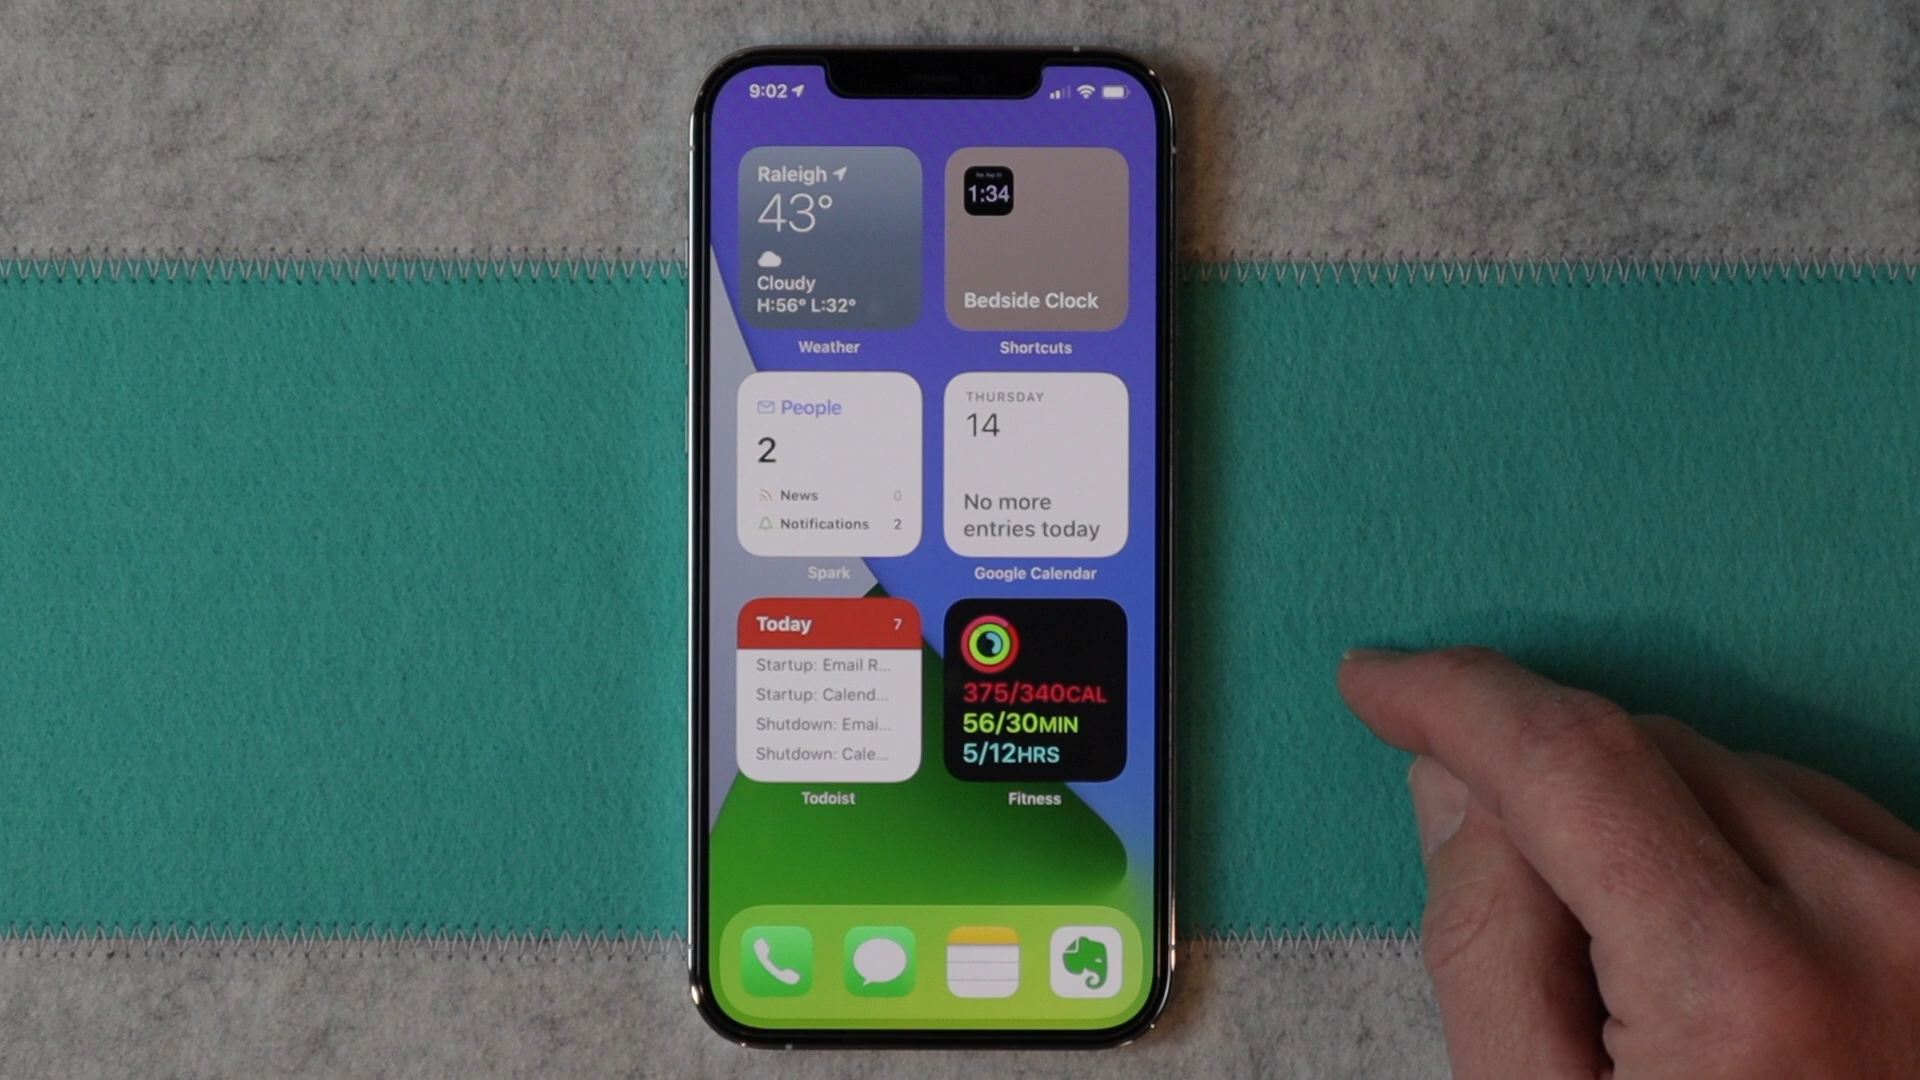 9:02
Raleigh
43°
Cloudy
H:56° L:32°
Weather
1:34
Bedside Clock
Shortcuts
People
2
News 0
Notifications 2
Spark
THURSDAY
14
No more
entries today
Google Calendar
Today 7
Startup: Email R...
Startup: Calend...
Shutdown: Emai...
Shutdown: Cale...
Todoist
375/340CAL
56/30MIN
5/12HRS
Fitness